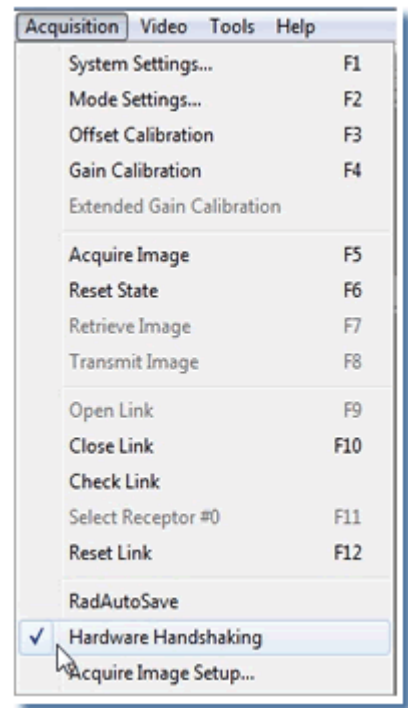 Acquisition Video Tools Help
System Settings... F1
Mode Settings... F2
Offset Calibration F3
Gain Calibration F4
Extended Gain Calibration
Acquire Image F5
Reset State F6
Retrieve Image F7
Transmit Image F8
Open Link F9
Close Link F10
Check Link
Select Receptor #0 F11
Reset Link F12
RadAutoSave
Hardware Handshaking
Acquire Image Setup...